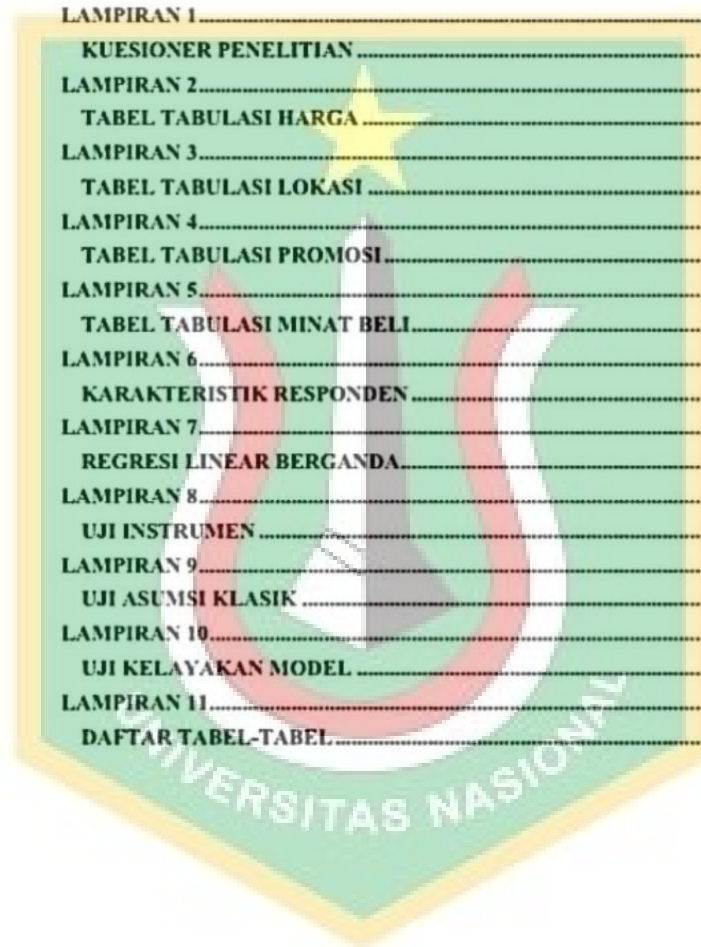 LAMPIRAN 1................................................
KUESIONER PENELITIAN................................................
LAMPIRAN 2................................................
TABEL TABULASI HARGA................................................
LAMPIRAN 3................................................
TABEL TABULASI LOKASI................................................
LAMPIRAN 4................................................
TABEL TABULASI PROMOSI................................................
LAMPIRAN 5................................................
TABEL TABULASI MINAT BELI................................................
LAMPIRAN 6................................................
KARAKTERISTIK RESPONDEN................................................
LAMPIRAN 7................................................
REGRESI LINEAR BERGANDA................................................
LAMPIRAN 8................................................
UJI INSTRUMEN................................................
LAMPIRAN 9................................................
UJI ASUMSI KLASIK................................................
LAMPIRAN 10................................................
UJI KELAYAKAN MODEL................................................
LAMPIRAN 11................................................
DAFTAR TABEL-TABEL................................................
UNIVERSITAS NASIONAL